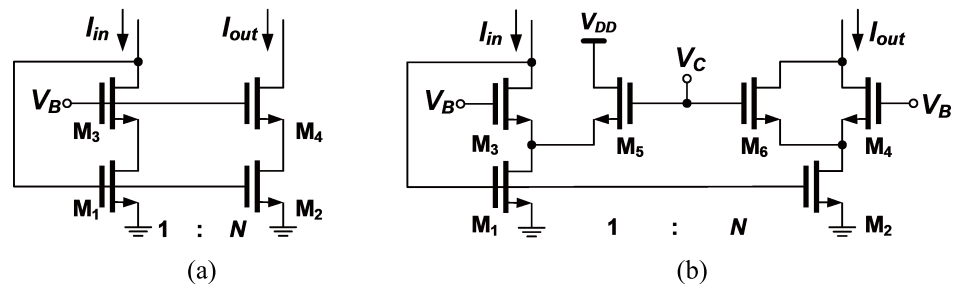 I_in I_out
V_B
M_3 M_4
M_1 M_2
1 : N
(a)
I_in V_DD I_out
V_C
V_B V_B
M_3 M_5 M_6 M_4
M_1 1 : N M_2
(b)